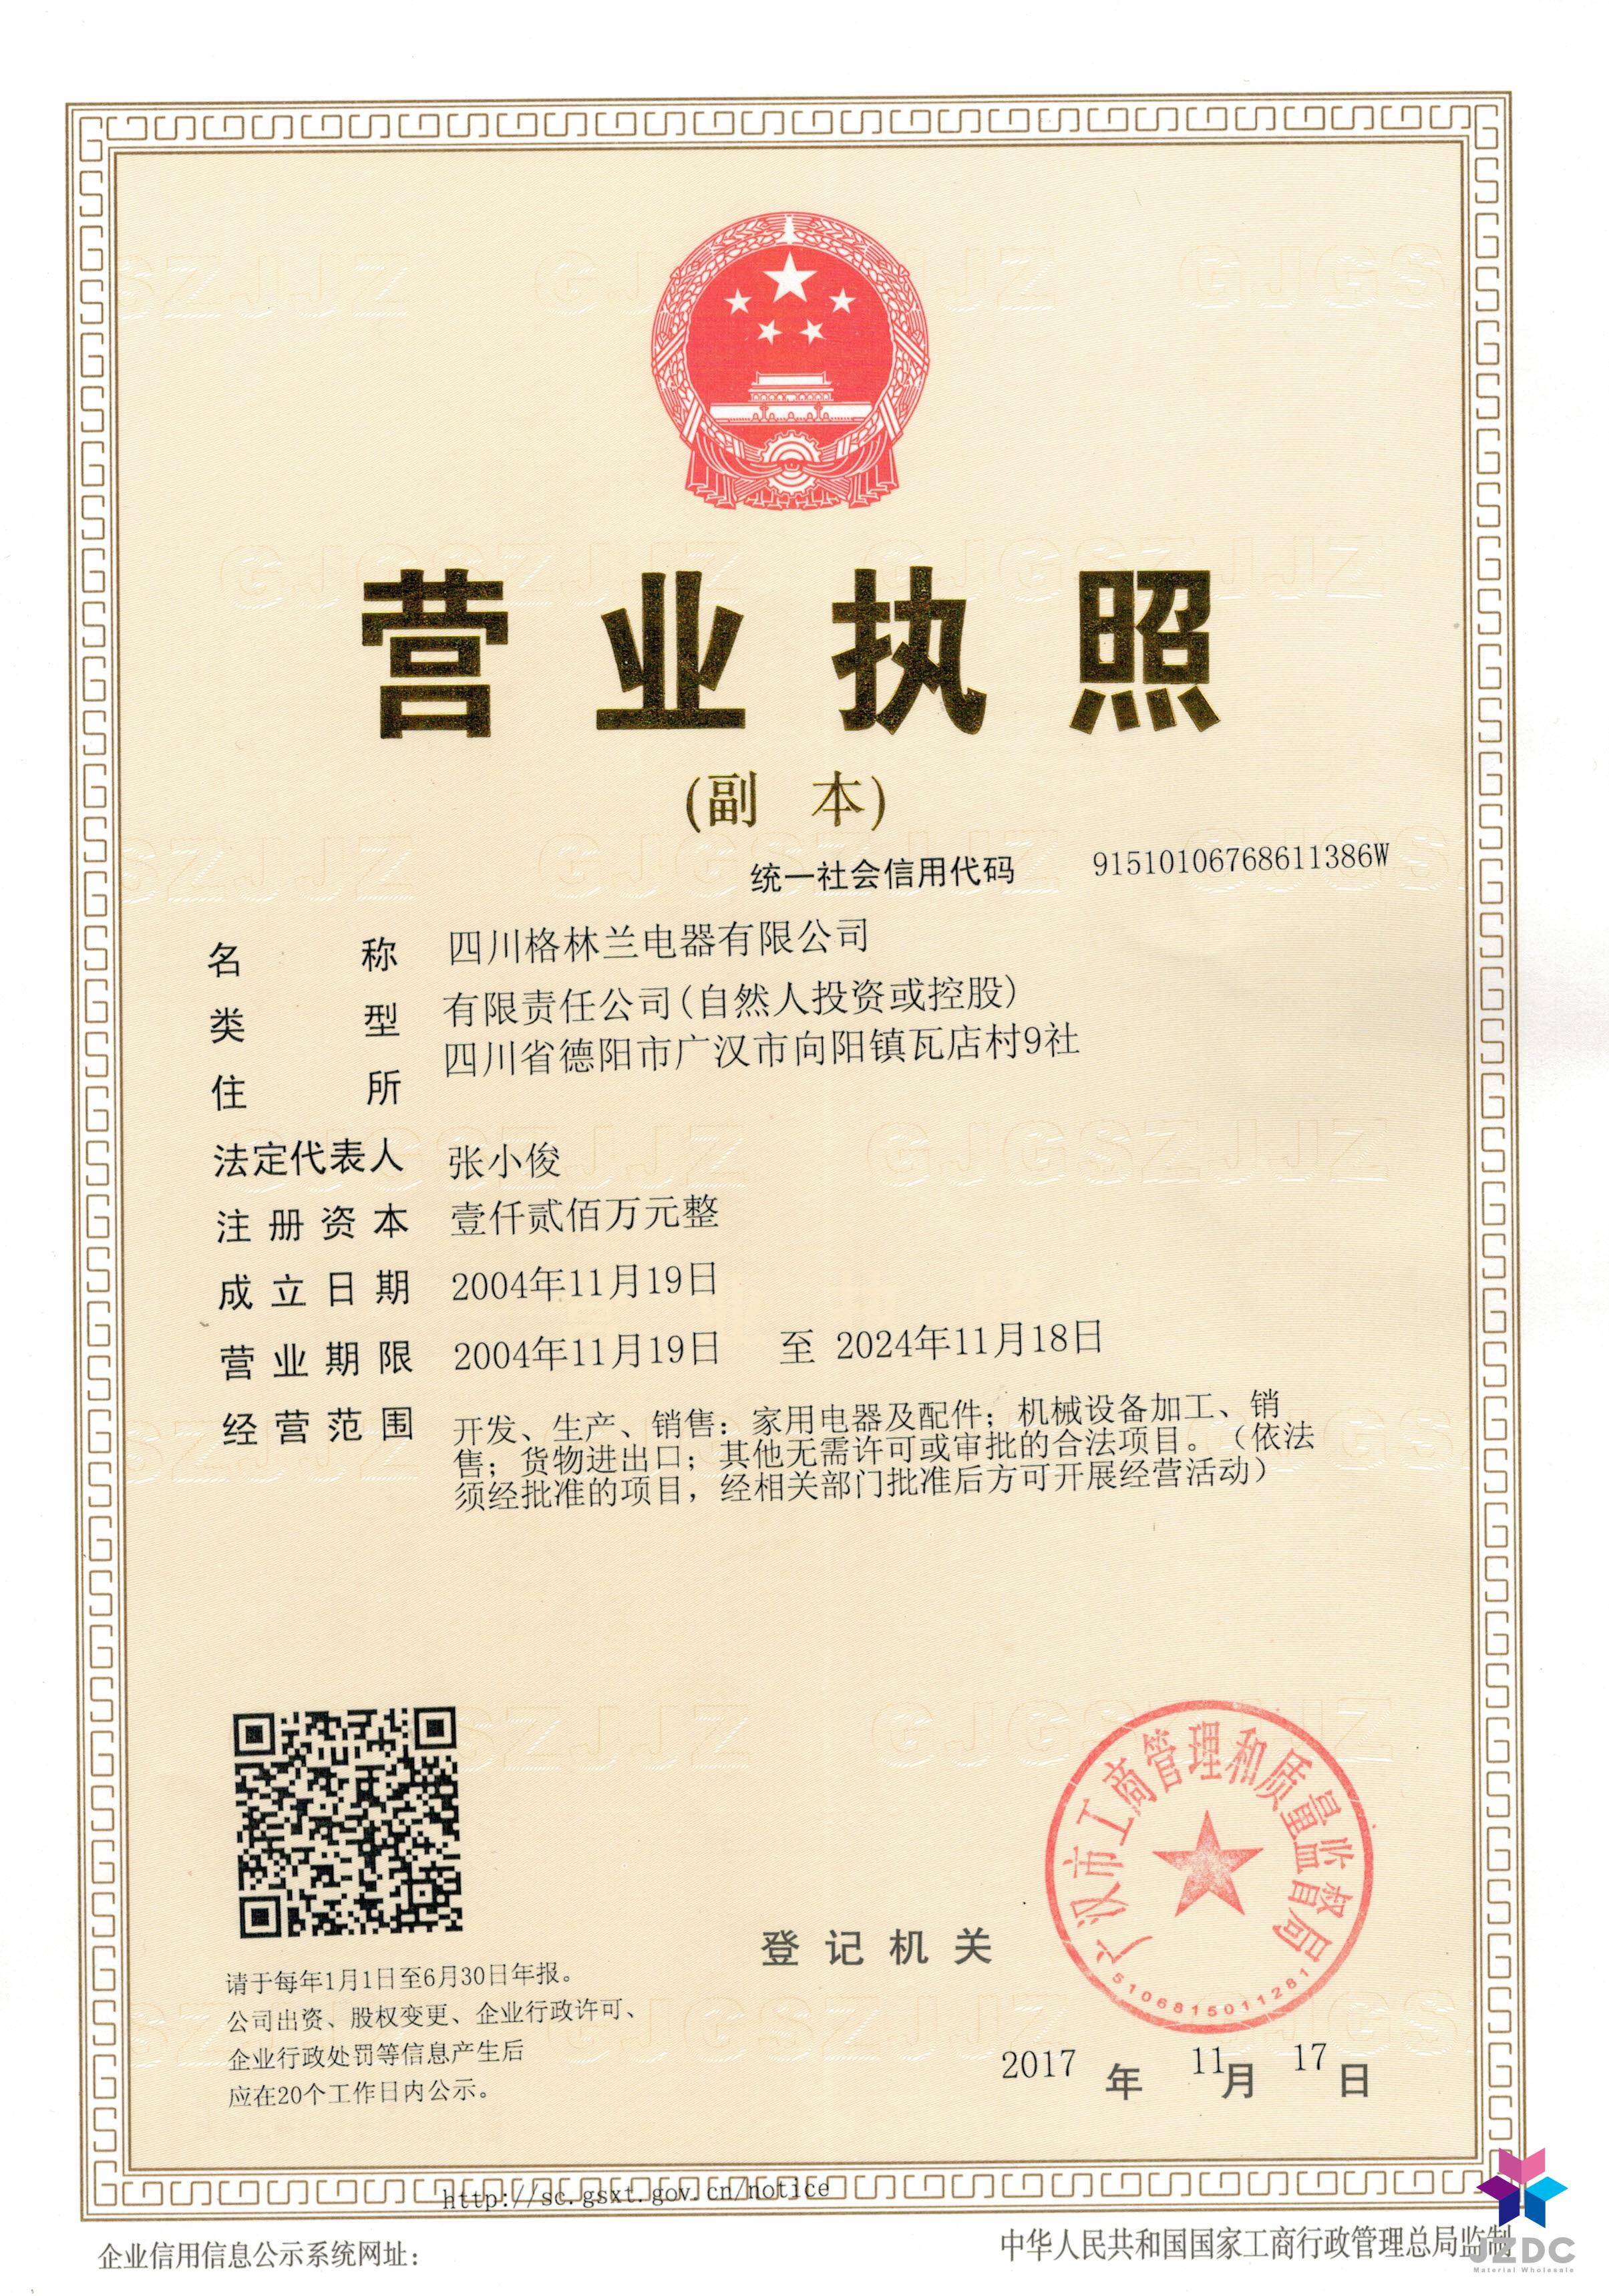 营业执照
(副 本)
统一社会信用代码 91510106768611386W
名 称 四川格林兰电器有限公司
类 型 有限责任公司(自然人投资或控股)
住 所 四川省德阳市广汉市向阳镇瓦店村9社
法定代表人 张小俊
注册资本 壹仟贰佰万元整
成立日期 2004年11月19日
营业期限 2004年11月19日 至 2024年11月18日
经营范围 开发、生产、销售：家用电器及配件；机械设备加工、销
售；货物进出口；其他无需许可或审批的合法项目。（依法
须经批准的项目，经相关部门批准后方可开展经营活动）
广汉市工商管理和质量监督局
5106815011281
登记机关
请于每年1月1日至6月30日年报。
公司出资、股权变更、企业行政许可、
企业行政处罚等信息产生后
应在20个工作日内公示。
2017 年 11月 17日
http://sc.gsxt.gov.cn/notice
企业信用信息公示系统网址：
中华人民共和国国家工商行政管理总局监制
JZDC
Material Wholesale